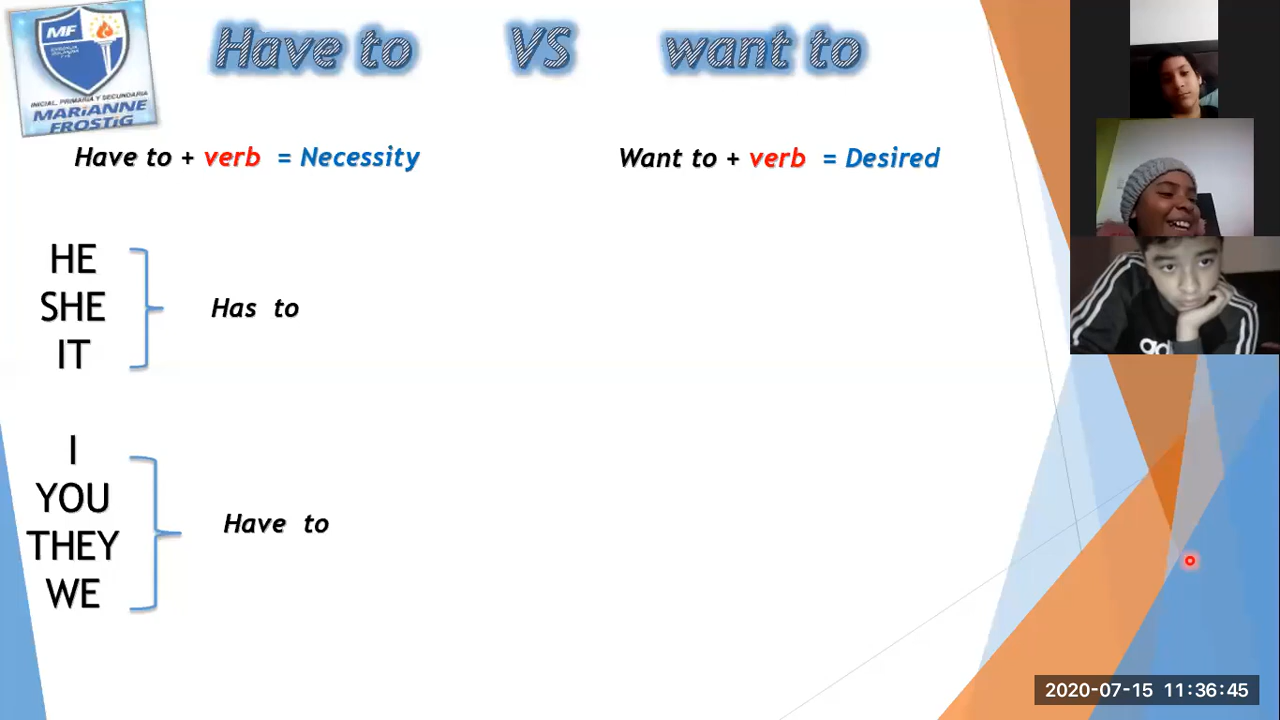 MF
INICIAL, PRIMARIA Y SECUNDARIA
MARIANNE
FROSTIG
Have to VS want to
Have to + verb = Necessity
Want to + verb = Desired
HE
SHE
IT
Has to
I
YOU
THEY
WE
Have to
ad
2020-07-15 11:36:45